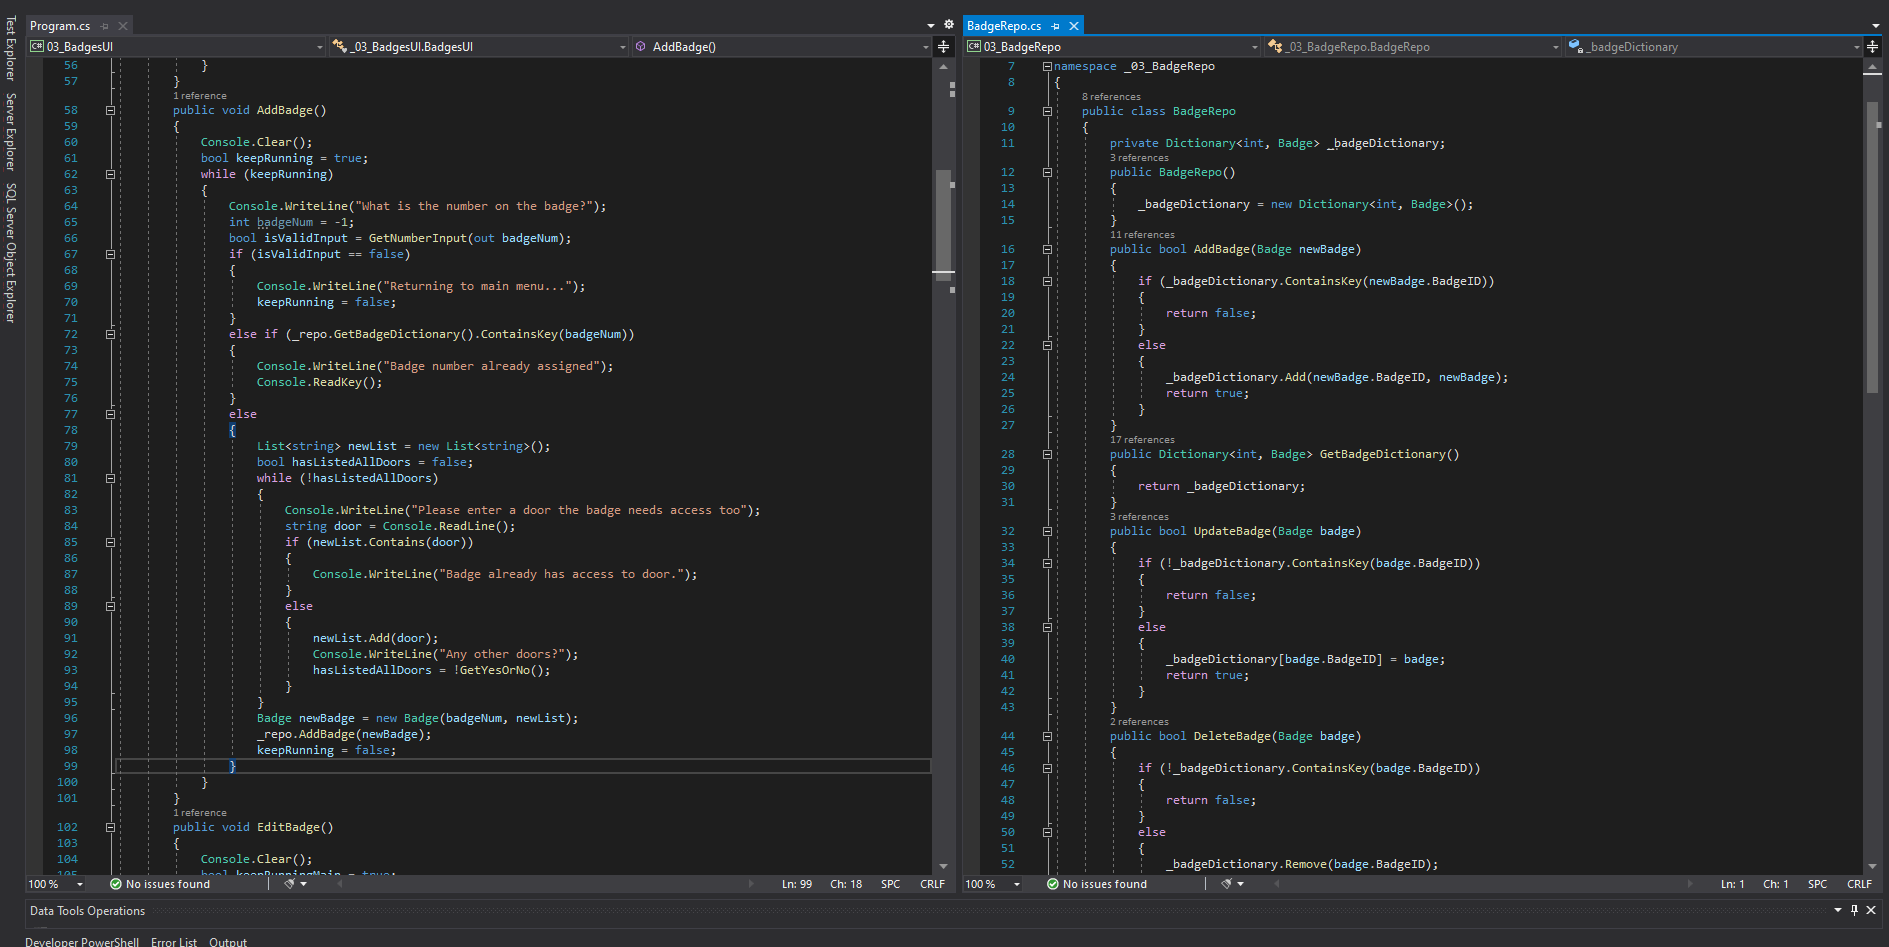 Test Explorer
Server Explorer
SQL Server Object Explorer
Program.cs
03_BadgesUI
_03_BadgesUI.BadgesUI
AddBadge()
56 }
57 }
1 reference
58 public void AddBadge()
59 {
60 Console.Clear();
61 bool keepRunning = true;
62 while (keepRunning)
63 {
64 Console.WriteLine("What is the number on the badge?");
65 int badgeNum = -1;
66 bool isValidInput = GetNumberInput(out badgeNum);
67 if (isValidInput == false)
68 {
69 Console.WriteLine("Returning to main menu...");
70 keepRunning = false;
71 }
72 else if (_repo.GetBadgeDictionary().ContainsKey(badgeNum))
73 {
74 Console.WriteLine("Badge number already assigned");
75 Console.ReadKey();
76 }
77 else
78 {
79 List<string> newList = new List<string>();
80 bool hasListedAllDoors = false;
81 while (!hasListedAllDoors)
82 {
83 Console.WriteLine("Please enter a door the badge needs access too");
84 string door = Console.ReadLine();
85 if (newList.Contains(door))
86 {
87 Console.WriteLine("Badge already has access to door.");
88 }
89 else
90 {
91 newList.Add(door);
92 Console.WriteLine("Any other doors?");
93 hasListedAllDoors = !GetYesOrNo();
94 }
95 }
96 Badge newBadge = new Badge(badgeNum, newList);
97 _repo.AddBadge(newBadge);
98 keepRunning = false;
99 }
100 }
101 }
1 reference
102 public void EditBadge()
103 {
104 Console.Clear();
105 bool keepRunningMain = true;
100 %
No issues found
Ln: 99 Ch: 18 SPC CRLF
BadgeRepo.cs
03_BadgeRepo
_03_BadgeRepo.BadgeRepo
_badgeDictionary
7 namespace _03_BadgeRepo
8 {
8 references
9 public class BadgeRepo
10 {
11 private Dictionary<int, Badge> _badgeDictionary;
3 references
12 public BadgeRepo()
13 {
14 _badgeDictionary = new Dictionary<int, Badge>();
15 }
11 references
16 public bool AddBadge(Badge newBadge)
17 {
18 if (_badgeDictionary.ContainsKey(newBadge.BadgeID))
19 {
20 return false;
21 }
22 else
23 {
24 _badgeDictionary.Add(newBadge.BadgeID, newBadge);
25 return true;
26 }
27 }
17 references
28 public Dictionary<int, Badge> GetBadgeDictionary()
29 {
30 return _badgeDictionary;
31 }
3 references
32 public bool UpdateBadge(Badge badge)
33 {
34 if (!_badgeDictionary.ContainsKey(badge.BadgeID))
35 {
36 return false;
37 }
38 else
39 {
40 _badgeDictionary[badge.BadgeID] = badge;
41 return true;
42 }
43 }
2 references
44 public bool DeleteBadge(Badge badge)
45 {
46 if (!_badgeDictionary.ContainsKey(badge.BadgeID))
47 {
48 return false;
49 }
50 else
51 {
52 _badgeDictionary.Remove(badge.BadgeID);
100 %
No issues found
Ln: 1 Ch: 1 SPC CRLF
Data Tools Operations
Developer PowerShell Error List Output